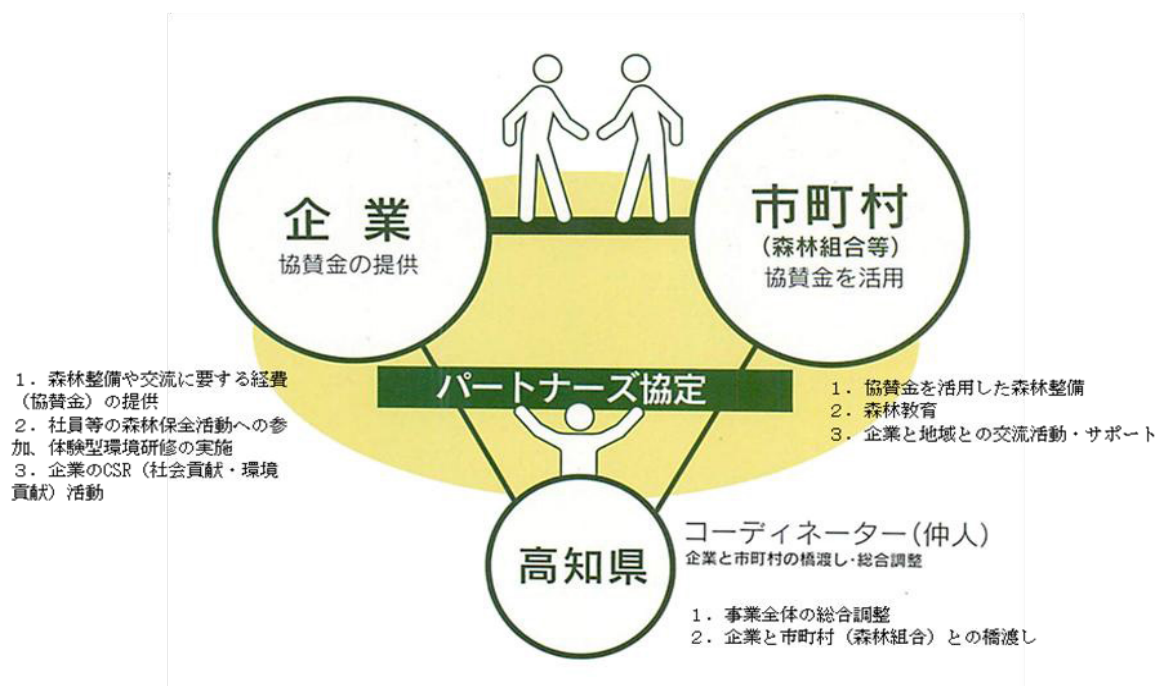 企業
協賛金の提供
市町村
（森林組合等）
協賛金を活用
１．森林整備や交流に要する経費
（協賛金）の提供
２．社員等の森林保全活動への参
加、体験型環境研修の実施
３．企業のCSR（社会貢献・環境
貢献）活動
パートナーズ協定
１．協賛金を活用した森林整備
２．森林教育
３．企業と地域との交流活動・サポート
高知県
コーディネーター（仲人）
企業と市町村の橋渡し・総合調整
１．事業全体の総合調整
２．企業と市町村（森林組合）との橋渡し